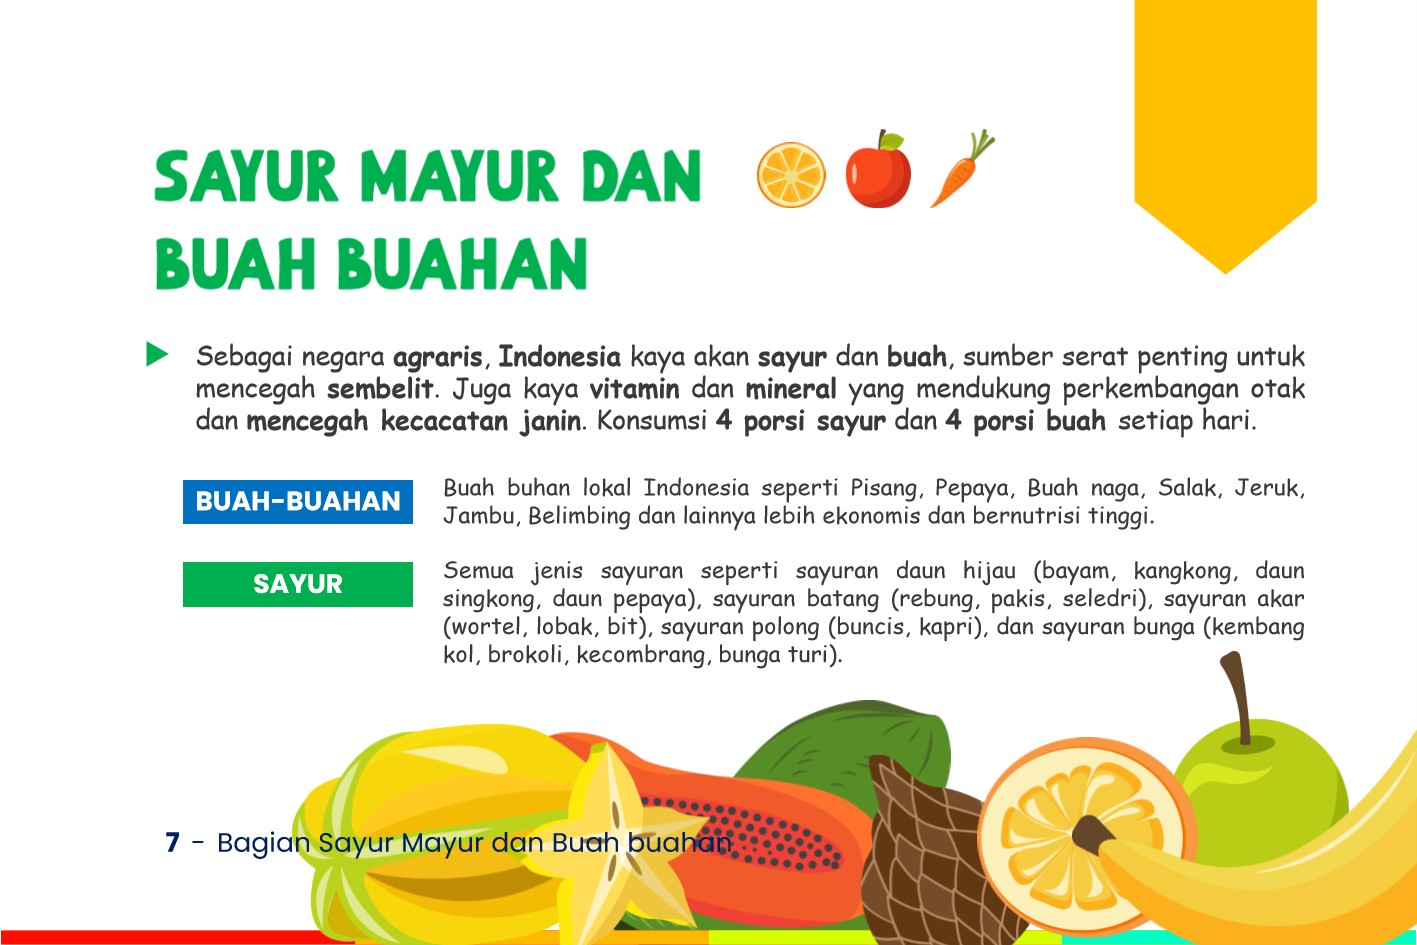 SAYUR MAYUR DAN
BUAH BUAHAN
Sebagai negara agraris, Indonesia kaya akan sayur dan buah, sumber serat penting untuk
mencegah sembelit. Juga kaya vitamin dan mineral yang mendukung perkembangan otak
dan mencegah kecacatan janin. Konsumsi 4 porsi sayur dan 4 porsi buah setiap hari.
BUAH-BUAHAN
Buah buhan lokal Indonesia seperti Pisang, Pepaya, Buah naga, Salak, Jeruk,
Jambu, Belimbing dan lainnya lebih ekonomis dan bernutrisi tinggi.
SAYUR
Semua jenis sayuran seperti sayuran daun hijau (bayam, kangkong, daun
singkong, daun pepaya), sayuran batang (rebung, pakis, seledri), sayuran akar
(wortel, lobak, bit), sayuran polong (buncis, kapri), dan sayuran bunga (kembang
kol, brokoli, kecombrang, bunga turi).
7 - Bagian Sayur Mayur dan Buah buahan